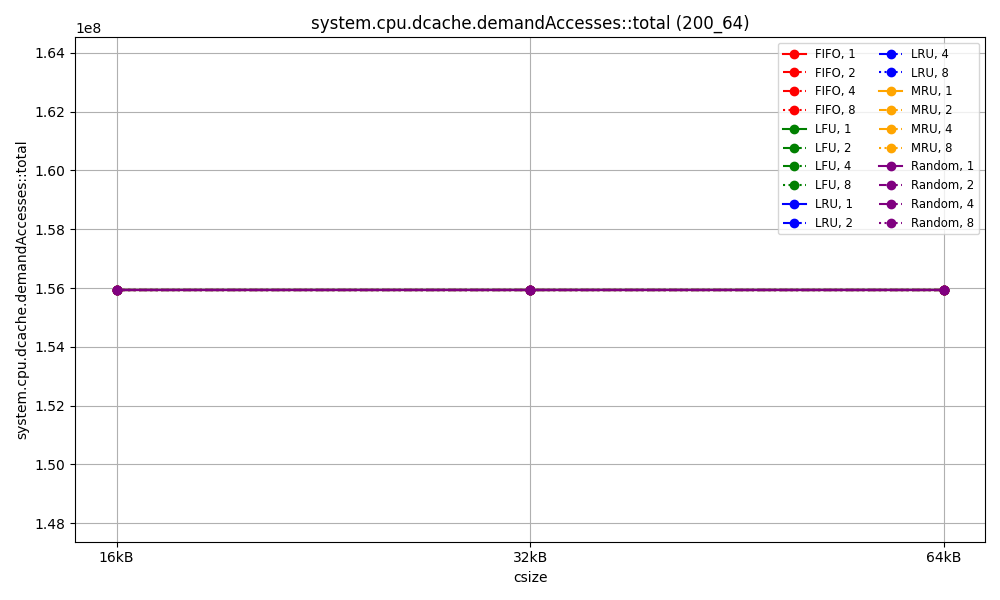 system.cpu.dcache.demandAccesses::total (200_64)
1e8
1.64
1.62
1.60
1.58
1.56
1.54
1.52
1.50
1.48
system.cpu.dcache.demandAccesses::total
16kB
32kB
64kB
csize
FIFO, 1
FIFO, 2
FIFO, 4
FIFO, 8
LFU, 1
LFU, 2
LFU, 4
LFU, 8
LRU, 1
LRU, 2
LRU, 4
LRU, 8
MRU, 1
MRU, 2
MRU, 4
MRU, 8
Random, 1
Random, 2
Random, 4
Random, 8